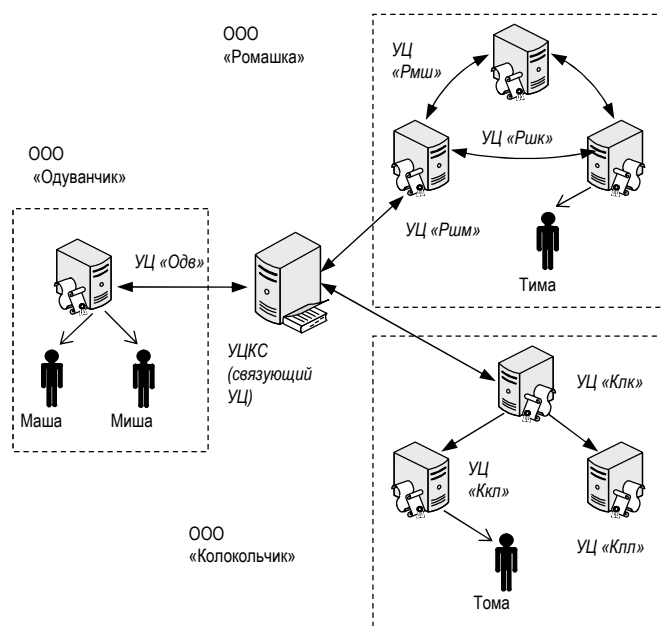 ООО
«Ромашка»
УЦ
«Рмш»
УЦ «Ршк»
УЦ «Ршм»
Тима
ООО
«Одуванчик»
УЦ «Одв»
Маша
Миша
УЦКС
(связующий
УЦ)
УЦ «Клк»
УЦ
«Ккл»
УЦ «Клл»
Тома
ООО
«Колокольчик»